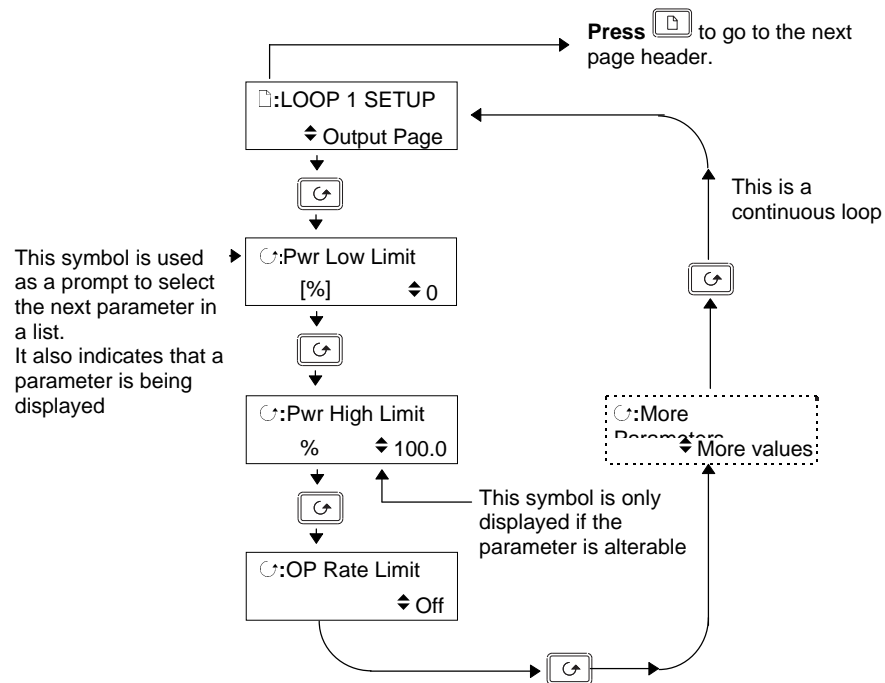 Press to go to the next
page header.
:LOOP 1 SETUP
Output Page
This is a
continuous loop
This symbol is used
as a prompt to select
the next parameter in
a list.
It also indicates that a
parameter is being
displayed
:Pwr Low Limit
[%] 0
:Pwr High Limit
% 100.0
:More
Parameters
More values
This symbol is only
displayed if the
parameter is alterable
:OP Rate Limit
Off